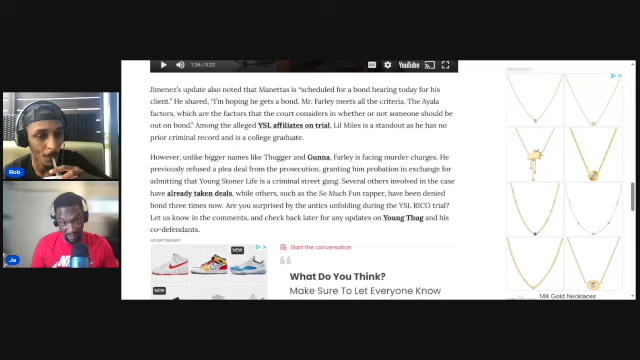 1:26 / 3:22
CC
YouTube
Jimenez's update also noted that Manettas is "scheduled for a bond hearing today for his
client." He shared, "I'm hoping he gets a bond. Mr. Farley meets all the criteria. The Ayala
factors, which are the factors that the court considers in whether or not someone should be
out on bond." Among the alleged YSL affiliates on trial, Lil Miles is a standout as he has no
prior criminal record and is a college graduate.
However, unlike bigger names like Thugger and Gunna, Farley is facing murder charges. He
previously refused a plea deal from the prosecution, granting him probation in exchange for
admitting that Young Stoner Life is a criminal street gang. Several others involved in the case
have already taken deals, while others, such as the So Much Fun rapper, have been denied
bond three times now. Are you surprised by the antics unfolding during the YSL RICO trial?
Let us know in the comments, and check back later for any updates on Young Thug and his
co-defendants.
Rob
Ja
ADVERTISEMENT
NEW
NEW
NEW
Start the conversation
What Do You Think?
Make Sure To Let Everyone Know
14K Gold Necklaces